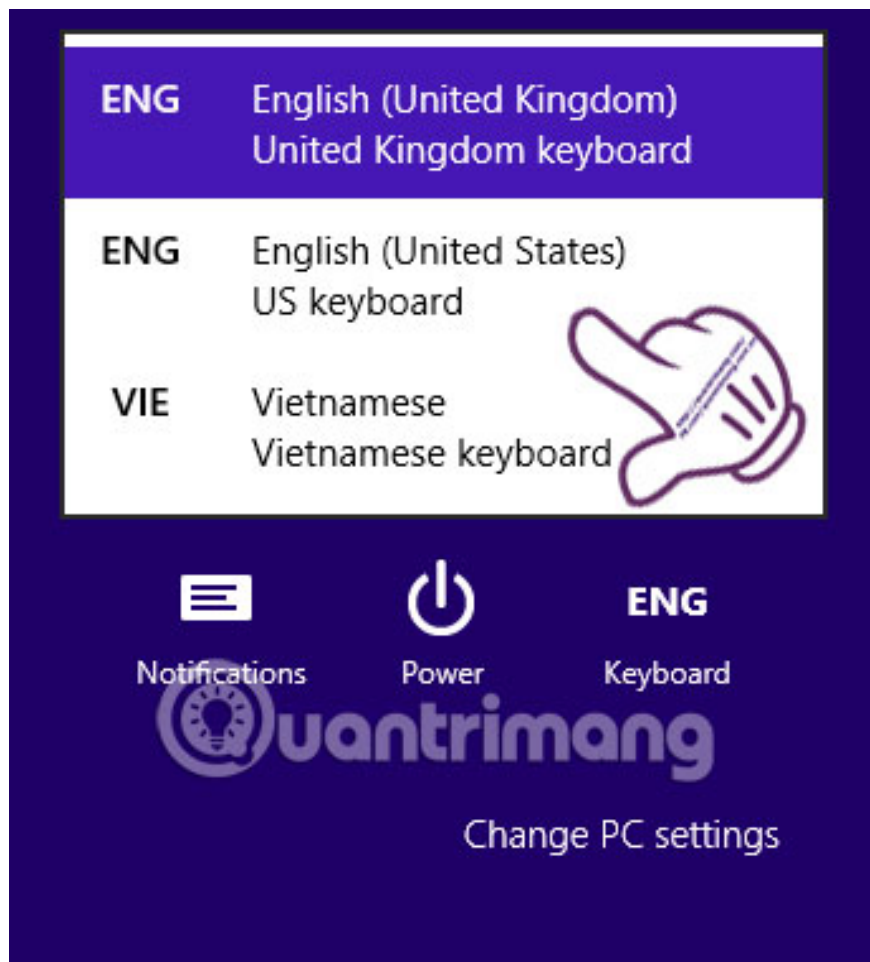 ENG English (United Kingdom)
United Kingdom keyboard
ENG English (United States)
US keyboard
VIE Vietnamese
Vietnamese keyboard
ENG
Notifications Power Keyboard
Quantrimang
Change PC settings